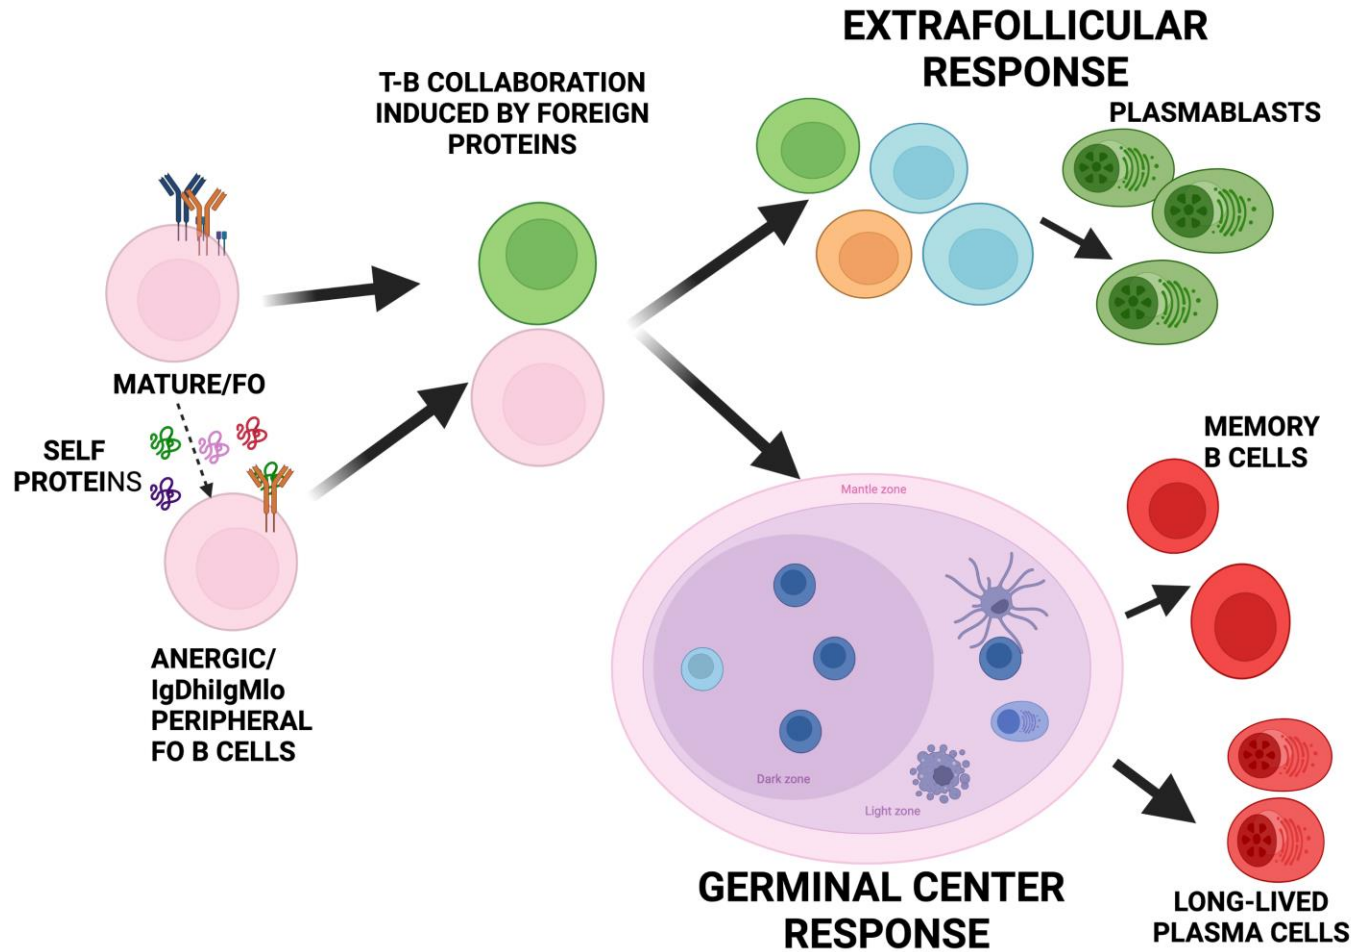 EXTRAFOLLICULAR
RESPONSE
T-B COLLABORATION
INDUCED BY FOREIGN
PROTEINS
PLASMABLASTS
MATURE/FO
SELF
PROTEINS
ANERGIC/
IgDhiIgMlo
PERIPHERAL
FO B CELLS
MEMORY
B CELLS
Mantle zone
Dark zone
Light zone
GERMINAL CENTER
RESPONSE
LONG-LIVED
PLASMA CELLS